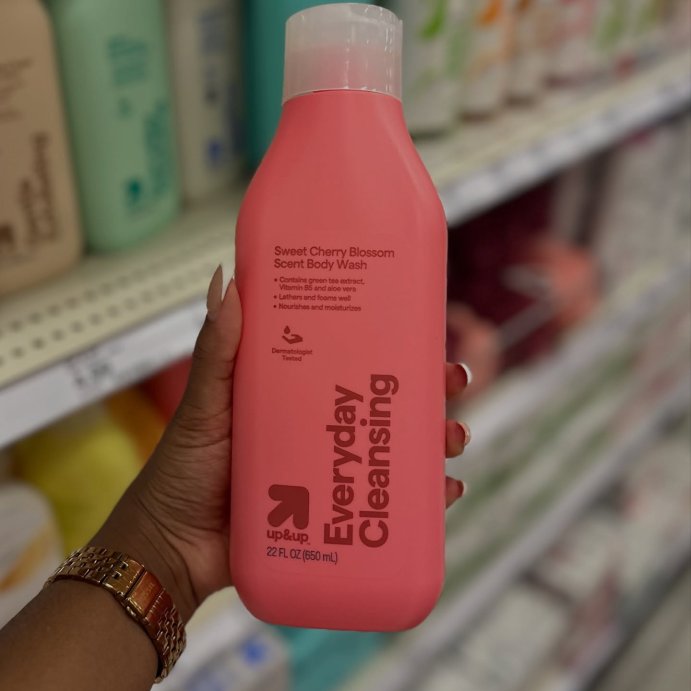 Sweet Cherry Blossom
Scent Body Wash
• Contains green tea extract,
Vitamin B5 and aloe vera
• Lathers and foams well
• Nourishes and moisturizes
Dermatologist
Tested
Everyday
Cleansing
up&up™
22 FL OZ (650 mL)